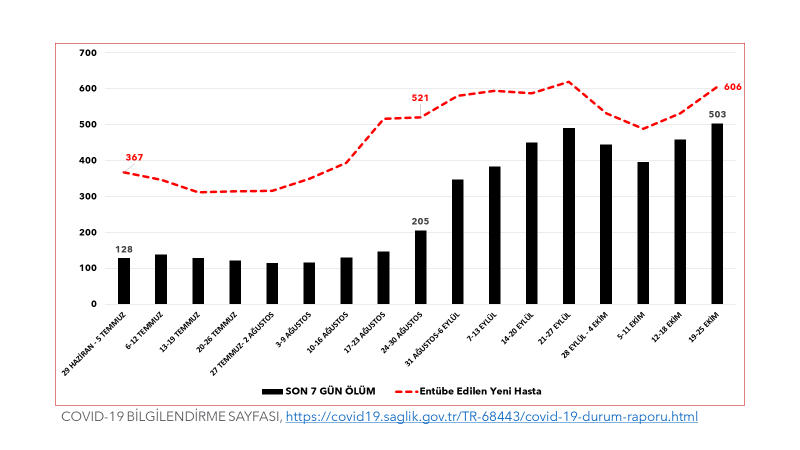 700
600
500
400
300
200
100
0
367
521
606
128
205
503
29 HAZİRAN - 5 TEMMUZ
6-12 TEMMUZ
13-19 TEMMUZ
20-26 TEMMUZ
27 TEMMUZ- 2 AĞUSTOS
3-9 AĞUSTOS
10-16 AĞUSTOS
17-23 AĞUSTOS
24-30 AĞUSTOS
31 AĞUSTOS-6 EYLÜL
7-13 EYLÜL
14-20 EYLÜL
21-27 EYLÜL
28 EYLÜL - 4 EKİM
5-11 EKİM
12-18 EKİM
19-25 EKİM
SON 7 GÜN ÖLÜM
Entübe Edilen Yeni Hasta
COVID-19 BİLGİLENDİRME SAYFASI, https://covid19.saglik.gov.tr/TR-68443/covid-19-durum-raporu.html